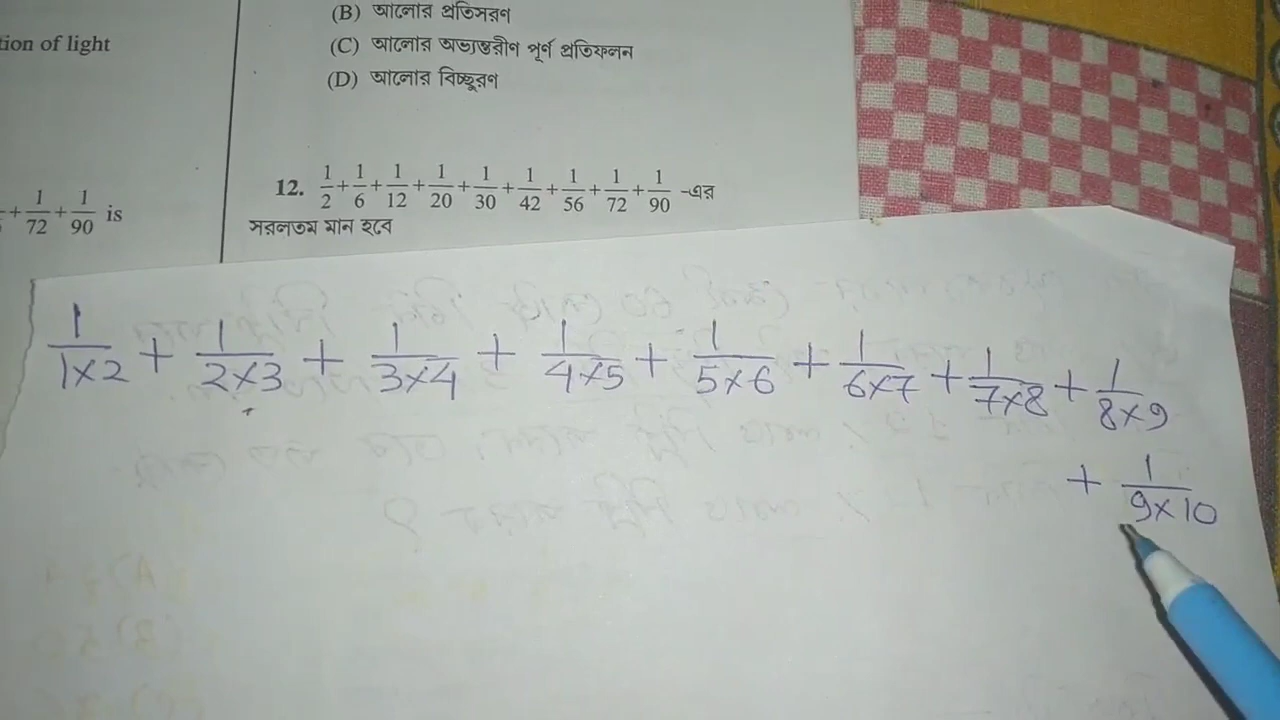 tion of light
+ 1/72 + 1/90 is
(B) আলোর প্রতিসরণ
(C) আলোর অভ্যন্তরীণ পূর্ণ প্রতিফলন
(D) আলোর বিচ্ছুরণ
12. 1/2 + 1/6 + 1/12 + 1/20 + 1/30 + 1/42 + 1/56 + 1/72 + 1/90 -এর
সরলতম মান হবে
1/1×2 + 1/2×3 + 1/3×4 + 1/4×5 + 1/5×6 + 1/6×7 + 1/7×8 + 1/8×9
+ 1/9×10